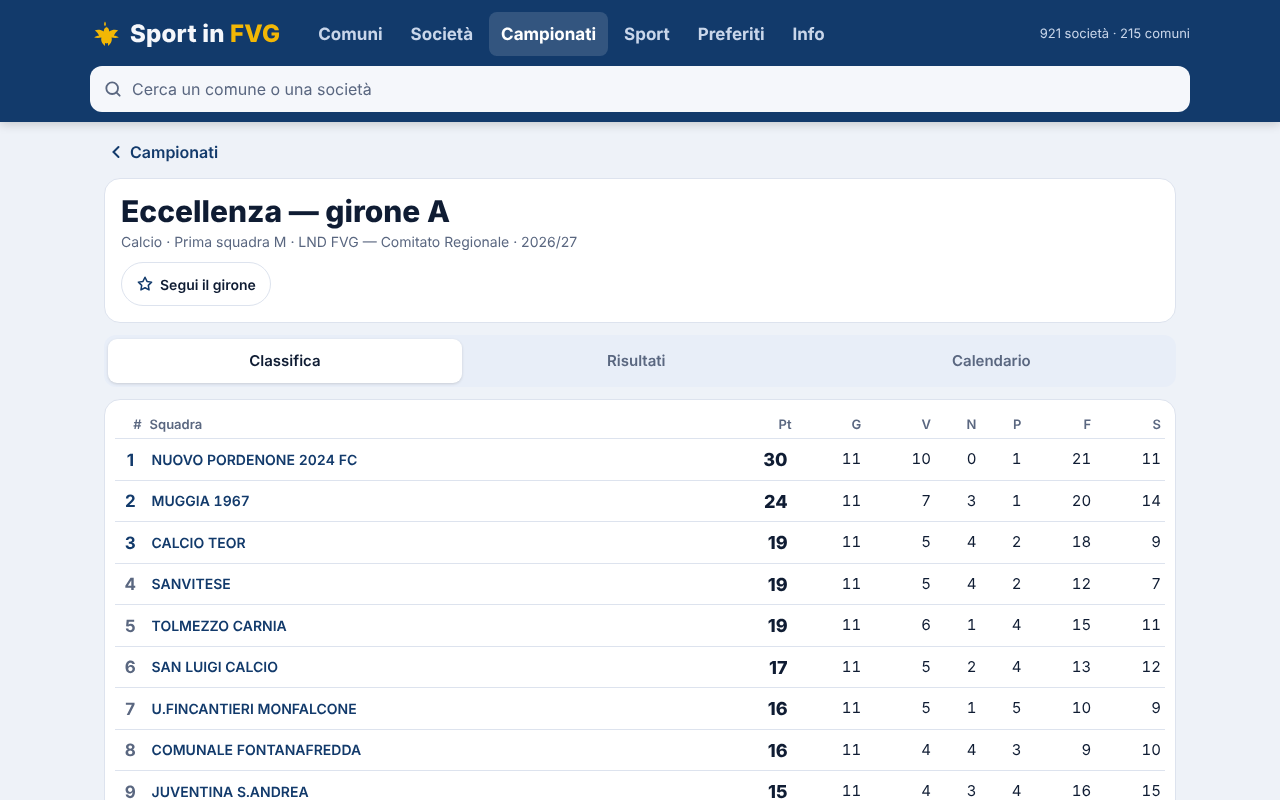 Sport in FVG
Comuni Società Campionati Sport Preferiti Info
921 società · 215 comuni
Cerca un comune o una società
Campionati
Eccellenza — girone A
Calcio · Prima squadra M · LND FVG — Comitato Regionale · 2026/27
Segui il girone
Classifica Risultati Calendario
# Squadra Pt G V N P F S
1 NUOVO PORDENONE 2024 FC 30 11 10 0 1 21 11
2 MUGGIA 1967 24 11 7 3 1 20 14
3 CALCIO TEOR 19 11 5 4 2 18 9
4 SANVITESE 19 11 5 4 2 12 7
5 TOLMEZZO CARNIA 19 11 6 1 4 15 11
6 SAN LUIGI CALCIO 17 11 5 2 4 13 12
7 U.FINCANTIERI MONFALCONE 16 11 5 1 5 10 9
8 COMUNALE FONTANAFREDDA 16 11 4 4 3 9 10
9 JUVENTINA S.ANDREA 15 11 4 3 4 16 15